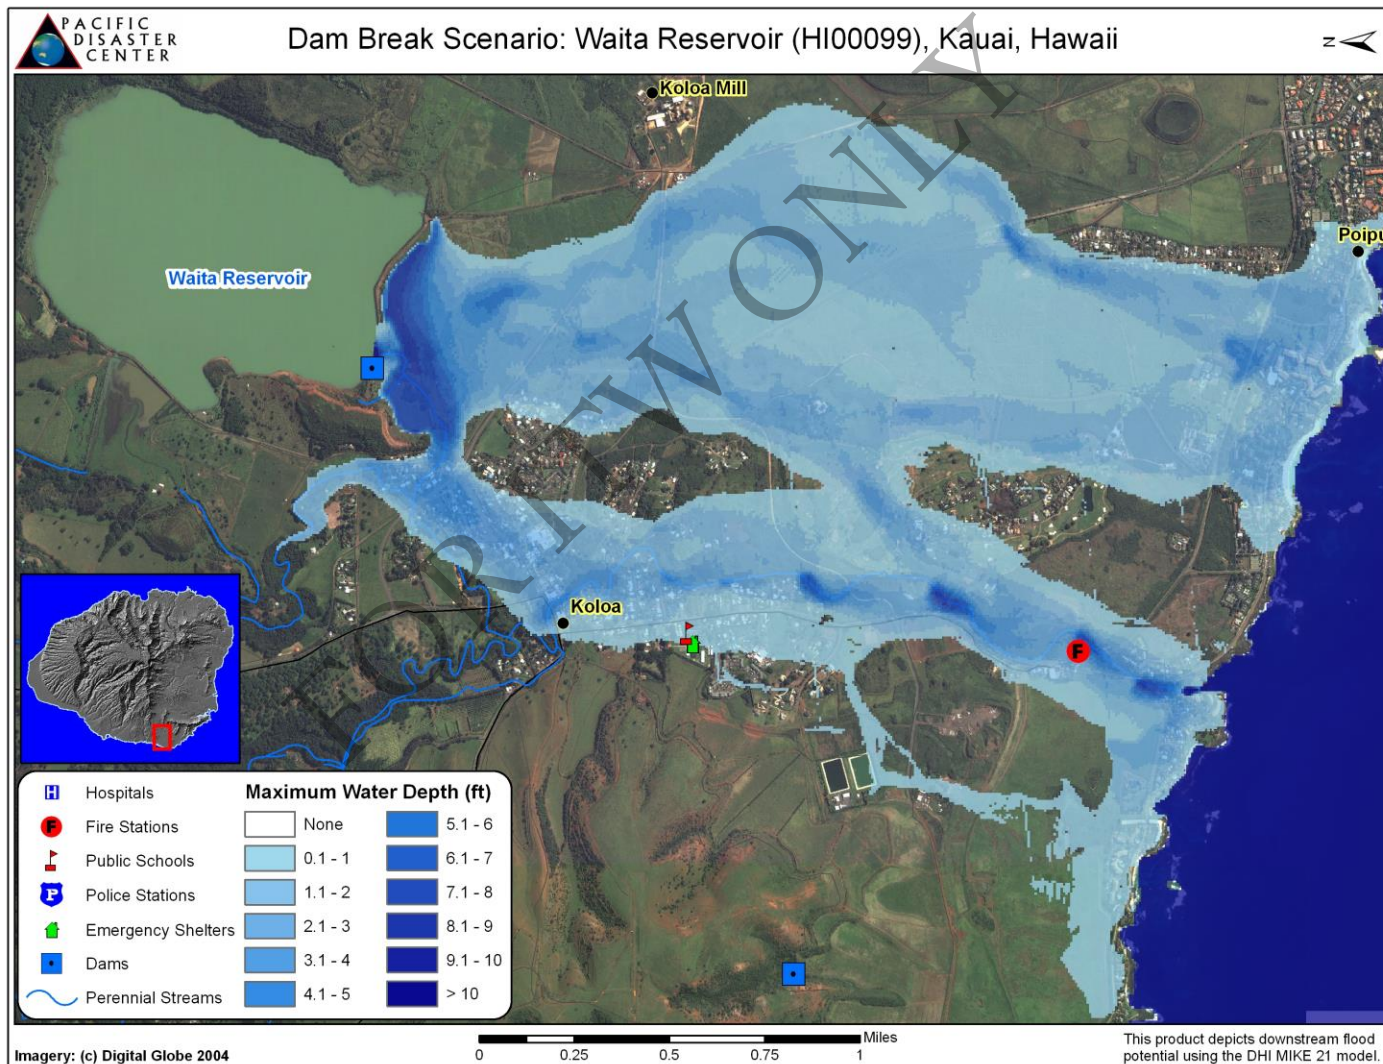 PACIFIC
DISASTER
CENTER
Dam Break Scenario: Waita Reservoir (HI00099), Kauai, Hawaii
N
Koloa Mill
Poipu
Waita Reservoir
FOR TWO ONLY
Koloa
F
H Hospitals
F Fire Stations
Public Schools
P Police Stations
Emergency Shelters
Dams
Perennial Streams
Maximum Water Depth (ft)
None
0.1 - 1
1.1 - 2
2.1 - 3
3.1 - 4
4.1 - 5
5.1 - 6
6.1 - 7
7.1 - 8
8.1 - 9
9.1 - 10
> 10
Imagery: (c) Digital Globe 2004
Miles
0 0.25 0.5 0.75 1
This product depicts downstream flood
potential using the DHI MIKE 21 model.